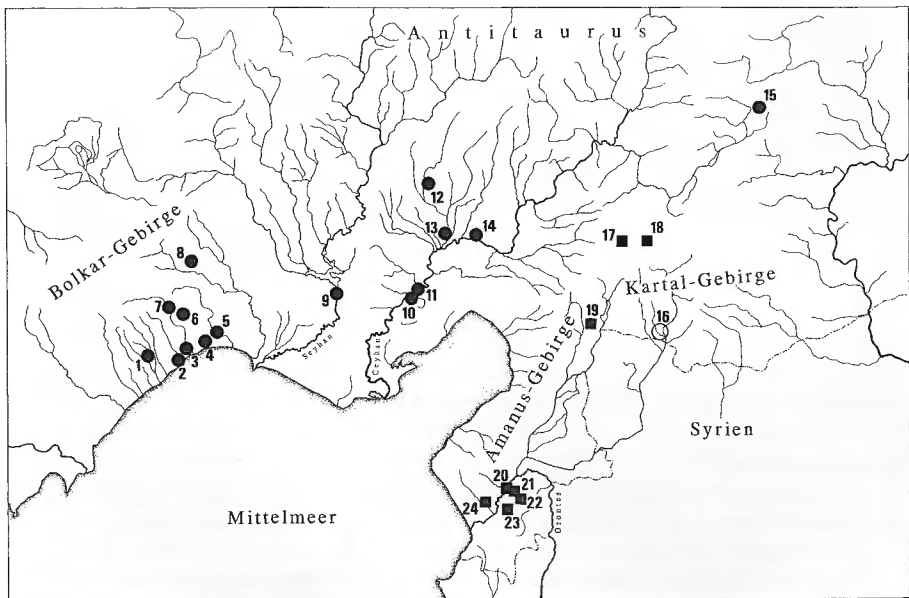 Antitaurus
15
12
13
14
Bolkar-Gebirge
17
18
8
Kartal-Gebirge
9
11
10
7
6
19
16
5
4
3
1
2
Seyhan
Ceyhan
Amanus-Gebirge
Syrien
20
21
22
24
23
Orontes
Mittelmeer